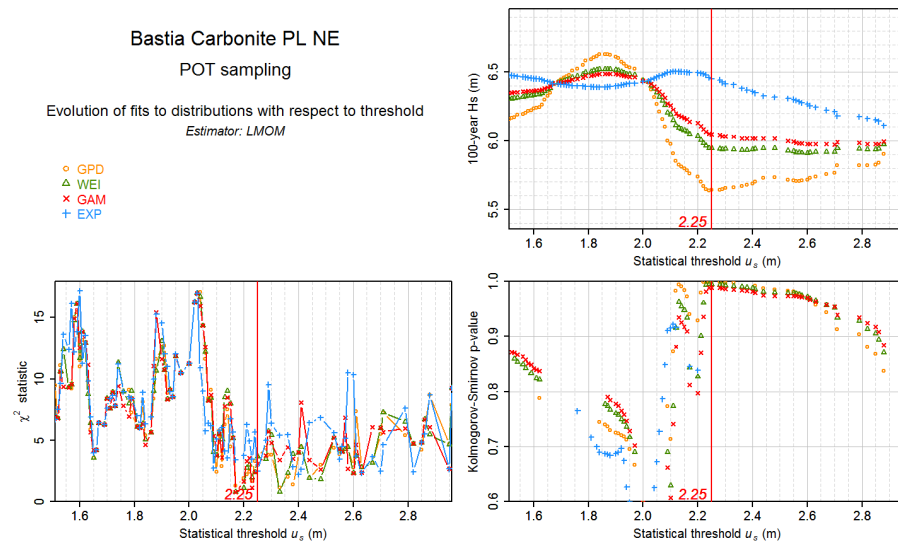 Bastia Carbonite PL NE
POT sampling
Evolution of fits to distributions with respect to threshold
Estimator: LMOM
GPD
WEI
GAM
EXP
100-year Hs (m)
6.5
6.0
5.5
2.25
1.6 1.8 2.0 2.2 2.4 2.6 2.8
Statistical threshold u_s (m)
χ² statistic
15
10
5
0
2.25
1.6 1.8 2.0 2.2 2.4 2.6 2.8
Statistical threshold u_s (m)
Kolmogorov-Smirnov p-value
1.0
0.9
0.8
0.7
0.6
2.25
1.6 1.8 2.0 2.2 2.4 2.6 2.8
Statistical threshold u_s (m)